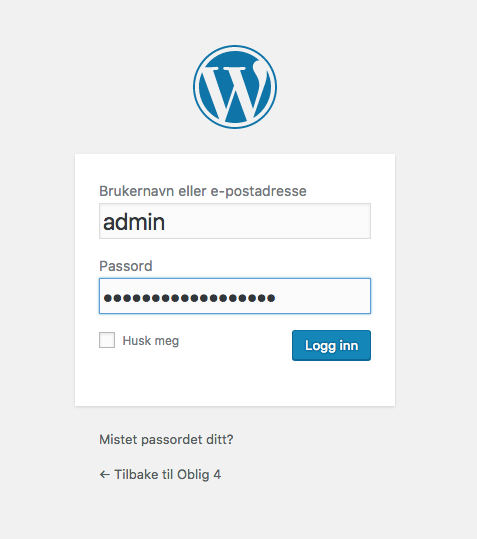 Brukernavn eller e-postadresse
admin
Passord
••••••••••••••••••
Husk meg
Logg inn
Mistet passordet ditt?
← Tilbake til Oblig 4